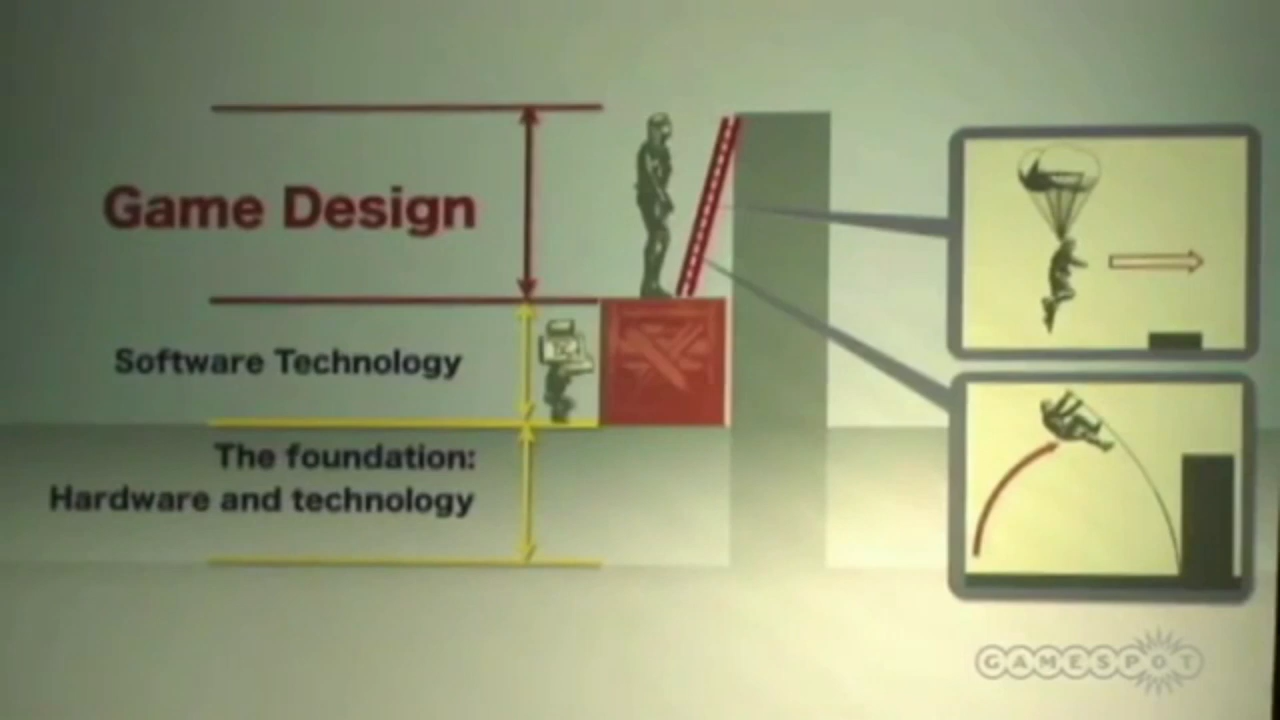 Game Design
Software Technology
The foundation:
Hardware and technology
GAMESPOT